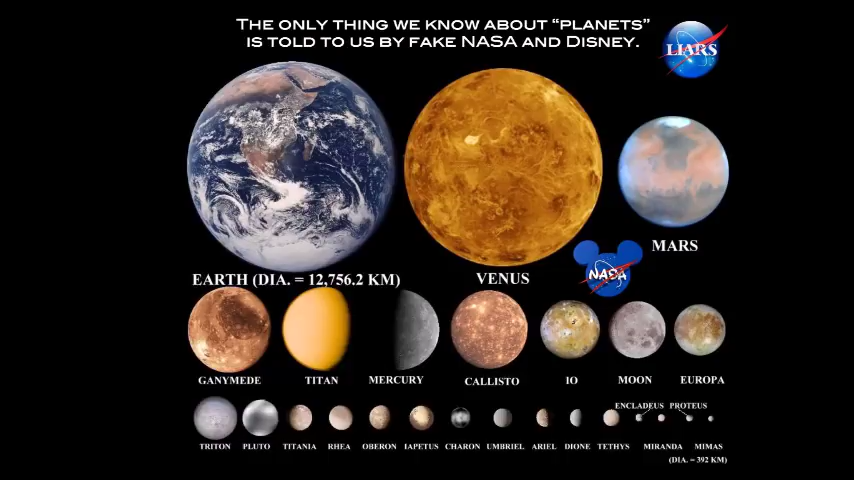 THE ONLY THING WE KNOW ABOUT “PLANETS”
IS TOLD TO US BY FAKE NASA AND DISNEY.
LIARS
MARS
NASA
EARTH (DIA. = 12,756.2 KM)
VENUS
GANYMEDE
TITAN
MERCURY
CALLISTO
IO
MOON
EUROPA
ENCLADEUS
PROTEUS
TRITON
PLUTO
TITANIA
RHEA
OBERON
IAPETUS
CHARON
UMBRIEL
ARIEL
DIONE
TETHYS
MIRANDA
MIMAS
(DIA. = 392 KM)